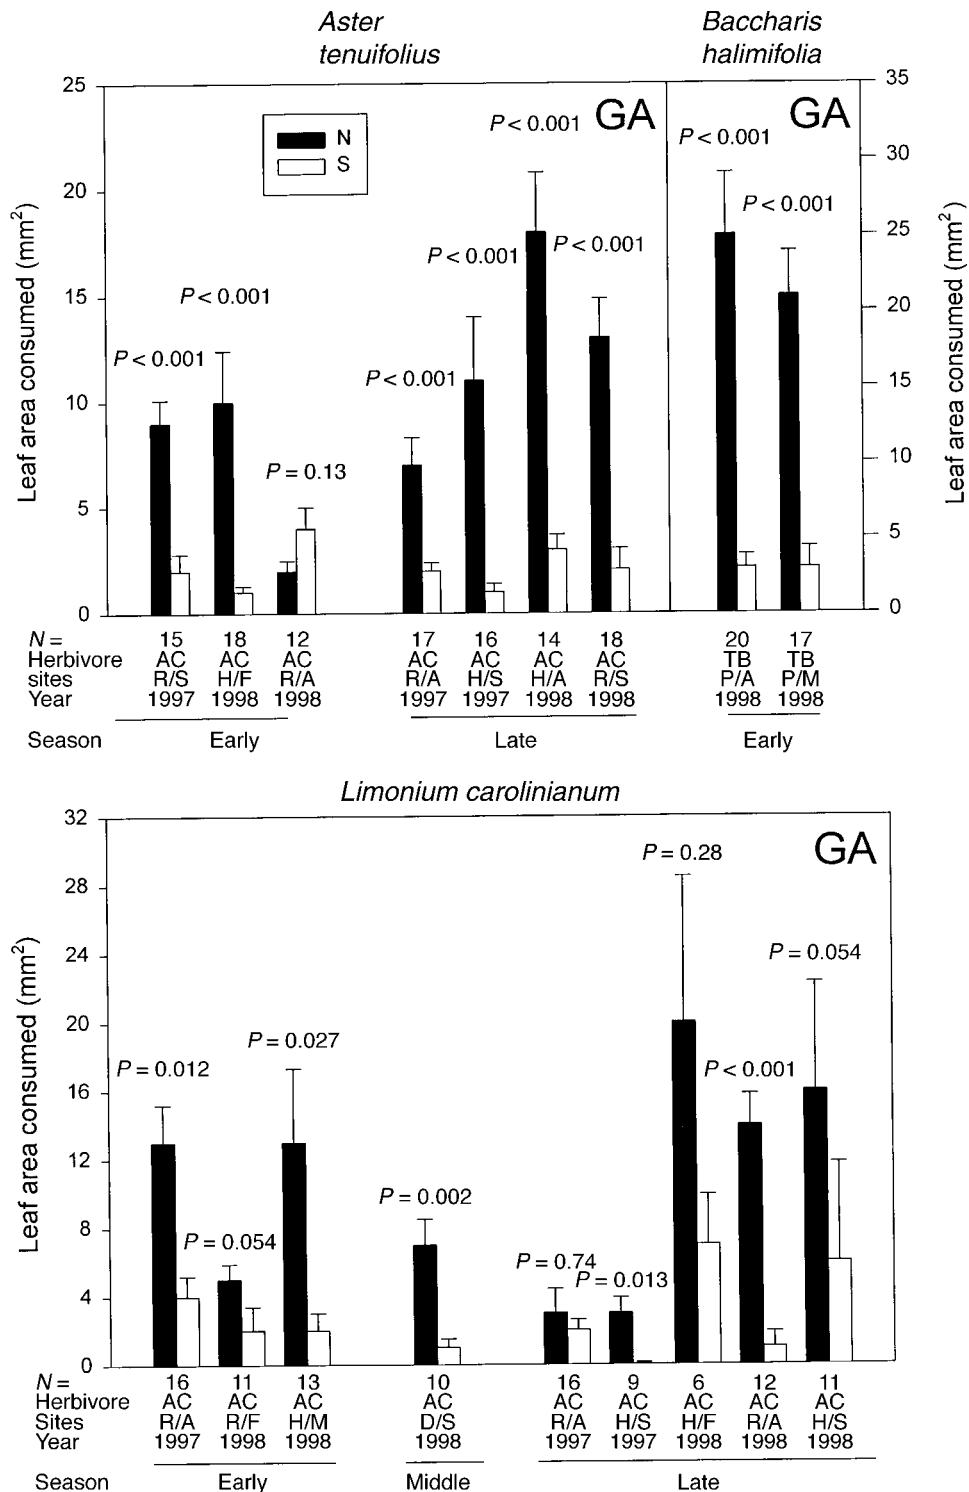 Aster
tenuifolius
Baccharis
halimifolia
25
20
15
10
5
0
Leaf area consumed (mm2)
N
S
GA
GA
P < 0.001
P < 0.001
P = 0.13
P < 0.001
P < 0.001
P < 0.001
P < 0.001
P < 0.001
P < 0.001
35
30
25
20
15
10
5
0
Leaf area consumed (mm2)
N = 15 18 12 17 16 14 18 20 17
Herbivore AC AC AC AC AC AC AC TB TB
sites R/S H/F R/A R/A H/S H/A R/S P/A P/M
Year 1997 1998 1998 1997 1997 1998 1998 1998 1998
Season Early Late Early
Limonium carolinianum
32
28
24
20
16
12
8
4
0
Leaf area consumed (mm2)
GA
P = 0.012
P = 0.054
P = 0.027
P = 0.002
P = 0.74
P = 0.013
P = 0.28
P < 0.001
P = 0.054
N = 16 11 13 10 16 9 6 12 11
Herbivore AC AC AC AC AC AC AC AC AC
Sites R/A R/F H/M D/S R/A H/S H/F R/A H/S
Year 1997 1998 1998 1998 1997 1997 1998 1998 1998
Season Early Middle Late